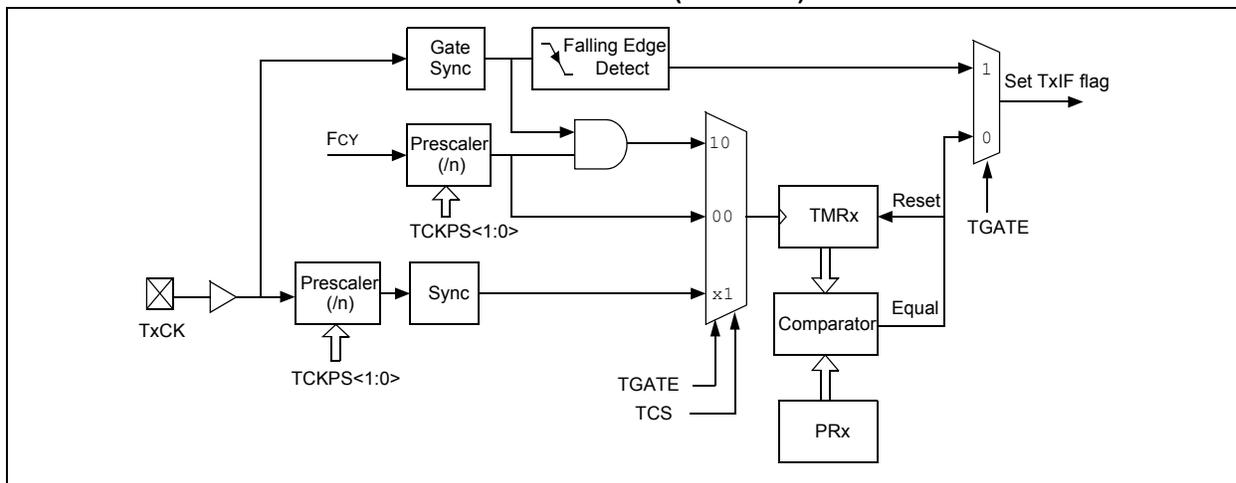 Gate
Sync
Falling Edge
Detect
1
Set TxIF flag
FCY
Prescaler
(/n)
10
0
TCKPS<1:0>
00
TMRx
Reset
TGATE
Prescaler
(/n)
Sync
x1
TxCK
Comparator
Equal
TCKPS<1:0>
TGATE
TCS
PRx